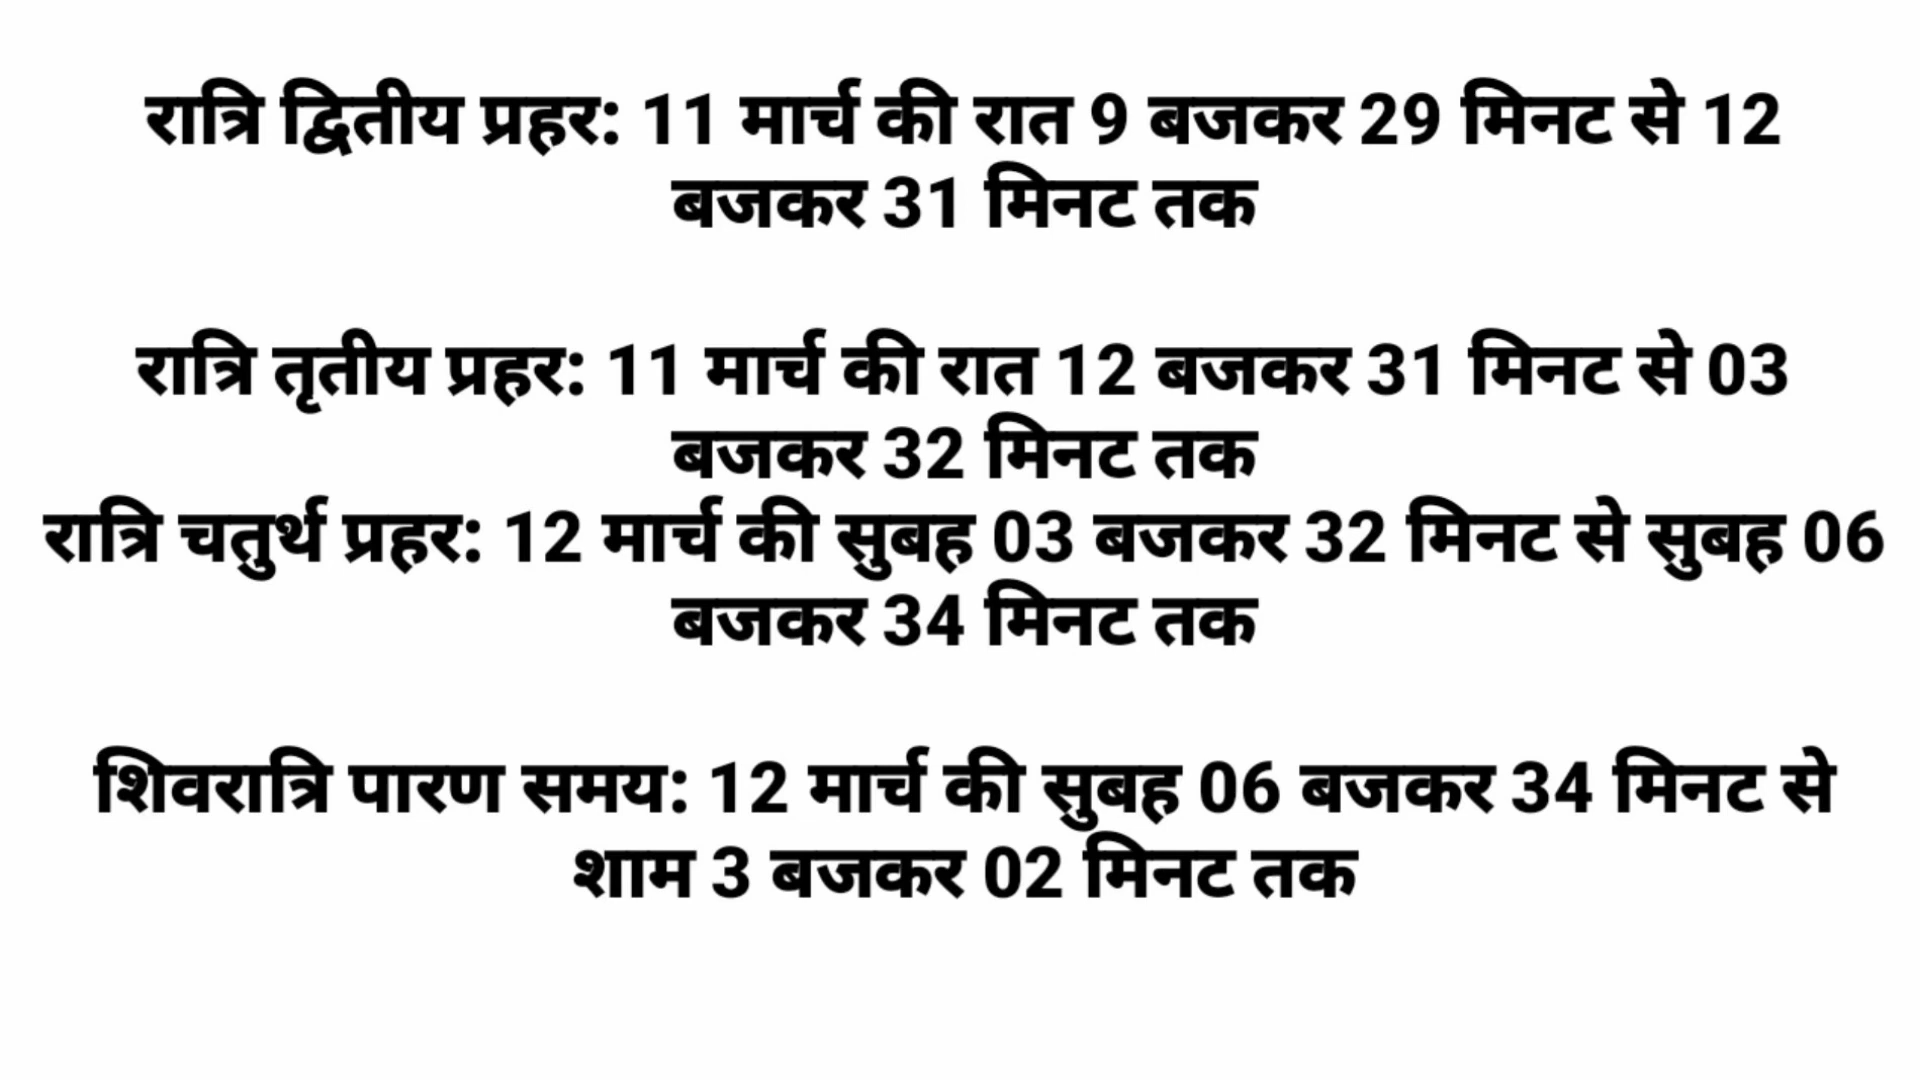 रात्रि द्वितीय प्रहर: 11 मार्च की रात 9 बजकर 29 मिनट से 12
बजकर 31 मिनट तक
रात्रि तृतीय प्रहर: 11 मार्च की रात 12 बजकर 31 मिनट से 03
बजकर 32 मिनट तक
रात्रि चतुर्थ प्रहर: 12 मार्च की सुबह 03 बजकर 32 मिनट से सुबह 06
बजकर 34 मिनट तक
शिवरात्रि पारण समय: 12 मार्च की सुबह 06 बजकर 34 मिनट से
शाम 3 बजकर 02 मिनट तक